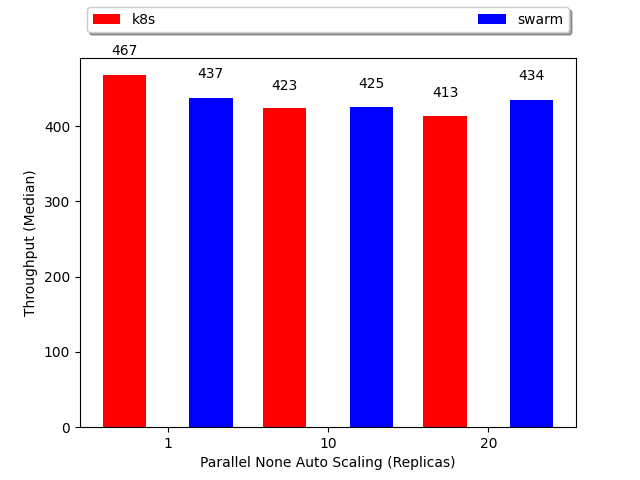 k8s swarm
467
437
423
425
413
434
400
300
200
100
0
Throughput (Median)
1 10 20
Parallel None Auto Scaling (Replicas)